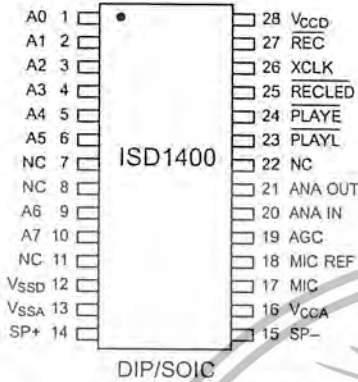 A0 1
A1 2
A2 3
A3 4
A4 5
A5 6
NC 7
NC 8
A6 9
A7 10
NC 11
VSSD 12
VSSA 13
SP+ 14
ISD1400
28 VCCD
27 REC
26 XCLK
25 RECLED
24 PLAYE
23 PLAYL
22 NC
21 ANA OUT
20 ANA IN
19 AGC
18 MIC REF
17 MIC
16 VCCA
15 SP–
DIP/SOIC